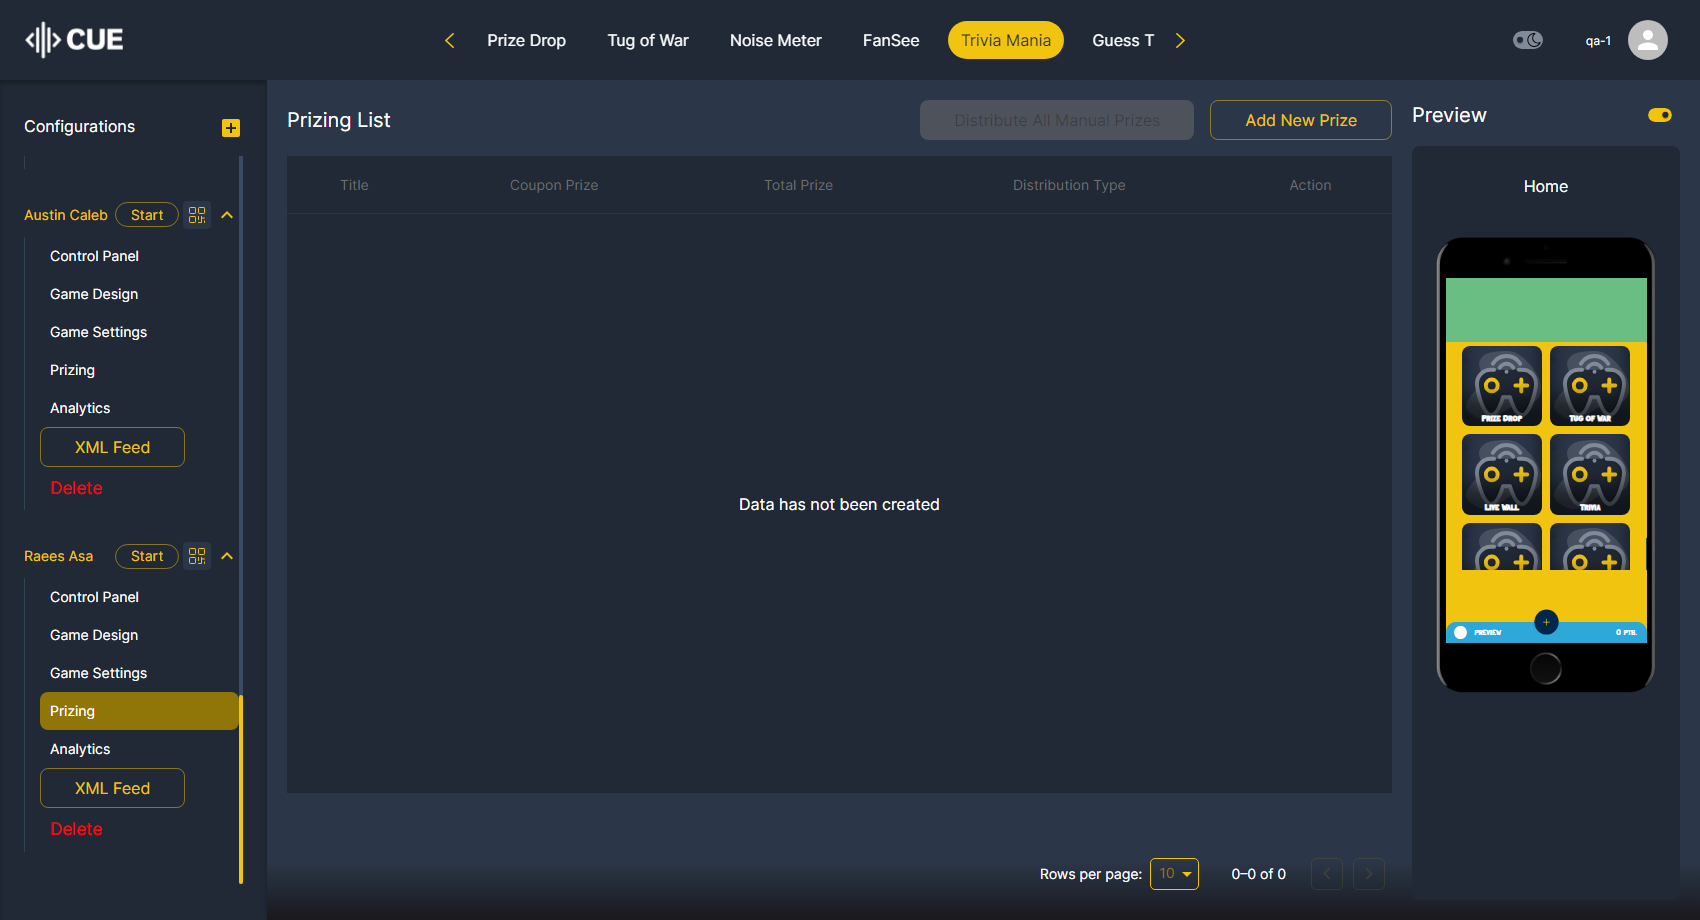 CUE
Prize Drop
Tug of War
Noise Meter
FanSee
Trivia Mania
Guess T
qa-1
Configurations
Austin Caleb
Start
Control Panel
Game Design
Game Settings
Prizing
Analytics
XML Feed
Delete
Raees Asa
Start
Control Panel
Game Design
Game Settings
Prizing
Analytics
XML Feed
Delete
Prizing List
Distribute All Manual Prizes
Add New Prize
Title
Coupon Prize
Total Prize
Distribution Type
Action
Data has not been created
Rows per page:
10
0–0 of 0
Preview
Home
Prize Drop
Tug of War
Live Wall
Trivia
Preview
0 pts.